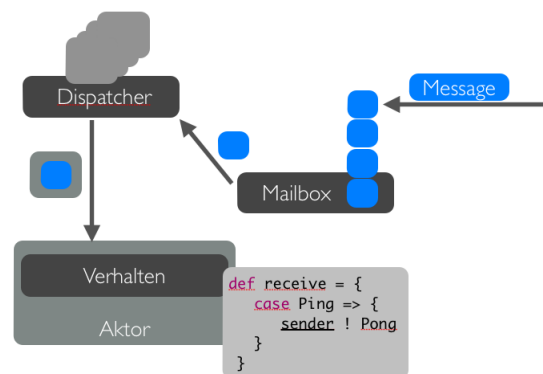 Message
Dispatcher
Mailbox
Verhalten
Aktor
def receive = {
case Ping => {
sender ! Pong
}
}